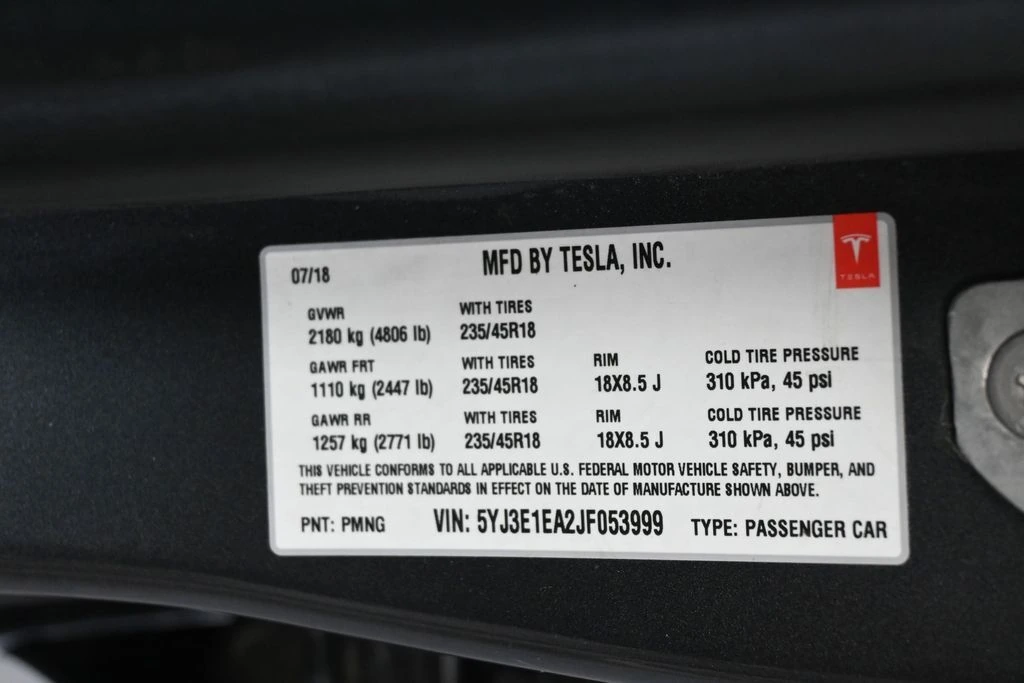 07/18 MFD BY TESLA, INC.
TESLA
GVWR WITH TIRES
2180 kg (4806 lb) 235/45R18
GAWR FRT WITH TIRES RIM COLD TIRE PRESSURE
1110 kg (2447 lb) 235/45R18 18X8.5 J 310 kPa, 45 psi
GAWR RR WITH TIRES RIM COLD TIRE PRESSURE
1257 kg (2771 lb) 235/45R18 18X8.5 J 310 kPa, 45 psi
THIS VEHICLE CONFORMS TO ALL APPLICABLE U.S. FEDERAL MOTOR VEHICLE SAFETY, BUMPER, AND
THEFT PREVENTION STANDARDS IN EFFECT ON THE DATE OF MANUFACTURE SHOWN ABOVE.
PNT: PMNG VIN: 5YJ3E1EA2JF053999 TYPE: PASSENGER CAR